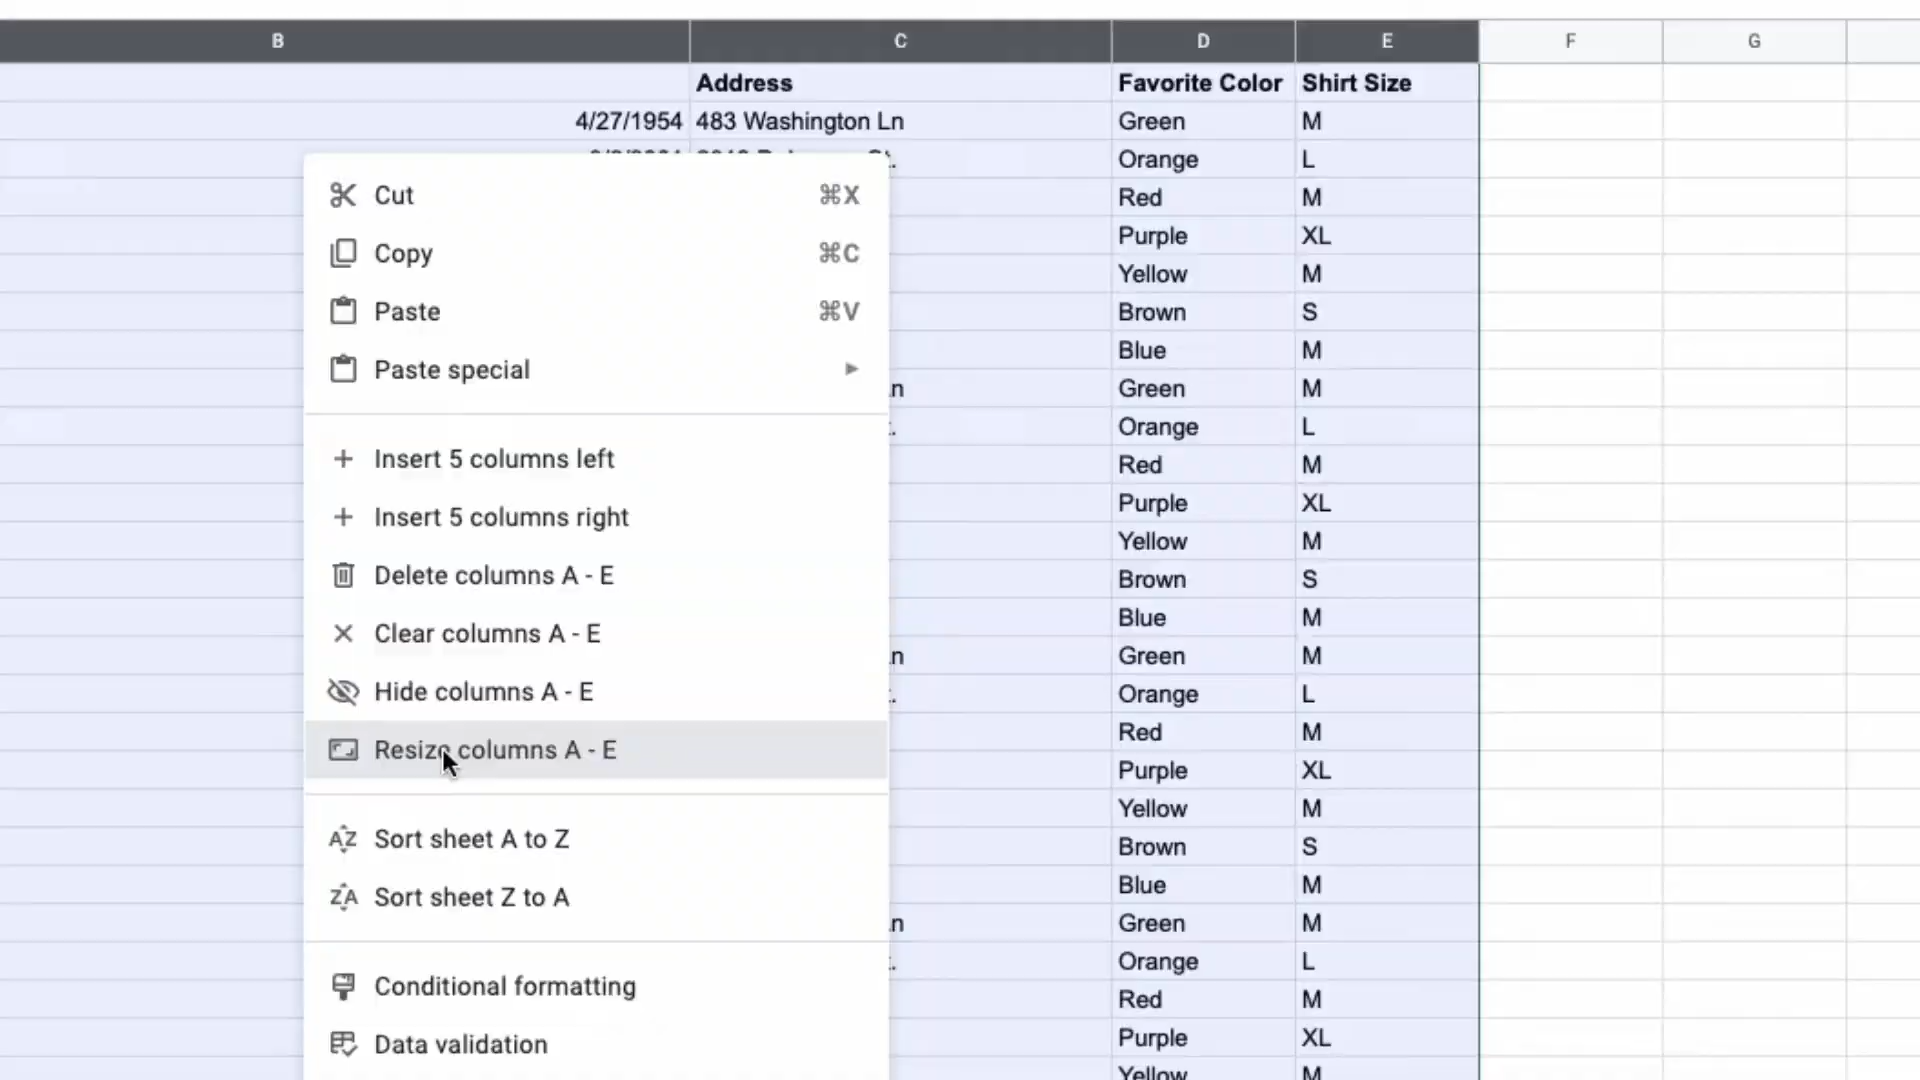 B C D E F G
Address Favorite Color Shirt Size
4/27/1954 483 Washington Ln Green M
Orange L
Cut ⌘X Red M
Purple XL
Copy ⌘C
Yellow M
Paste ⌘V Brown S
Blue M
Paste special ▶
n Green M
Orange L
Insert 5 columns left Red M
Purple XL
Insert 5 columns right
Yellow M
Delete columns A - E Brown S
Blue M
Clear columns A - E
n Green M
Hide columns A - E Orange L
Red M
Resize columns A - E
Purple XL
Yellow M
Sort sheet A to Z Brown S
Blue M
Sort sheet Z to A
n Green M
Orange L
Conditional formatting Red M
Purple XL
Data validation
Yellow M